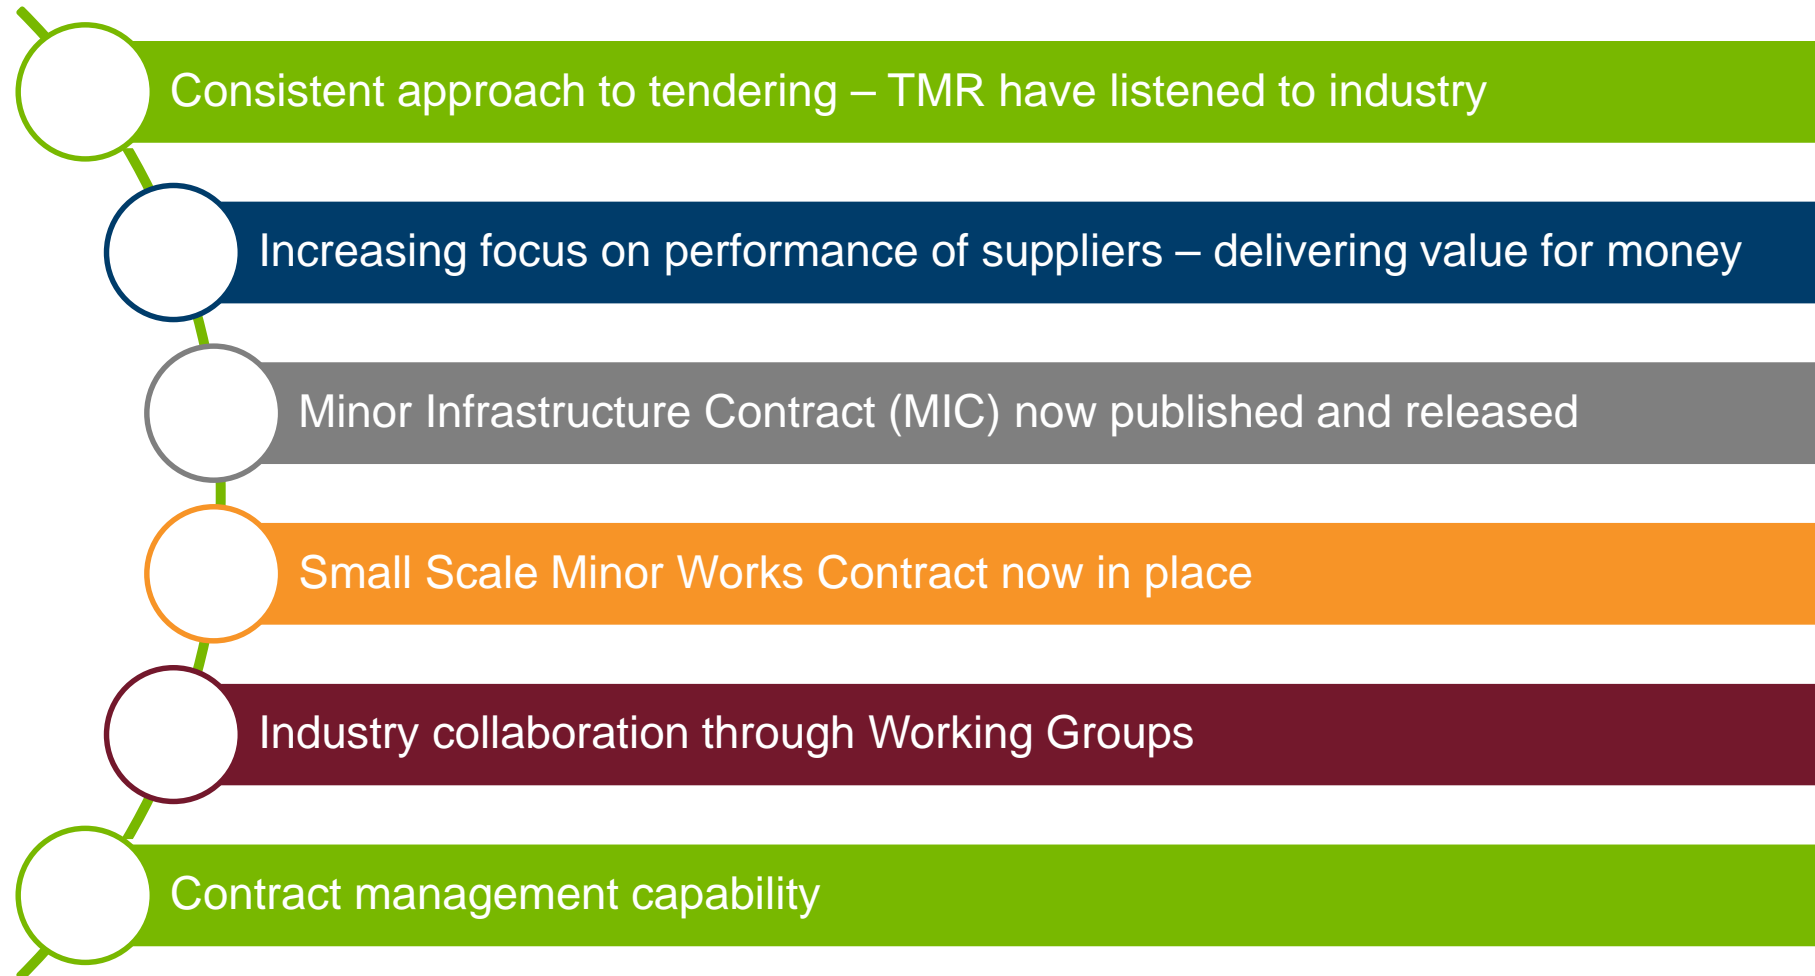 Consistent approach to tendering – TMR have listened to industry
Increasing focus on performance of suppliers – delivering value for money
Minor Infrastructure Contract (MIC) now published and released
Small Scale Minor Works Contract now in place
Industry collaboration through Working Groups
Contract management capability